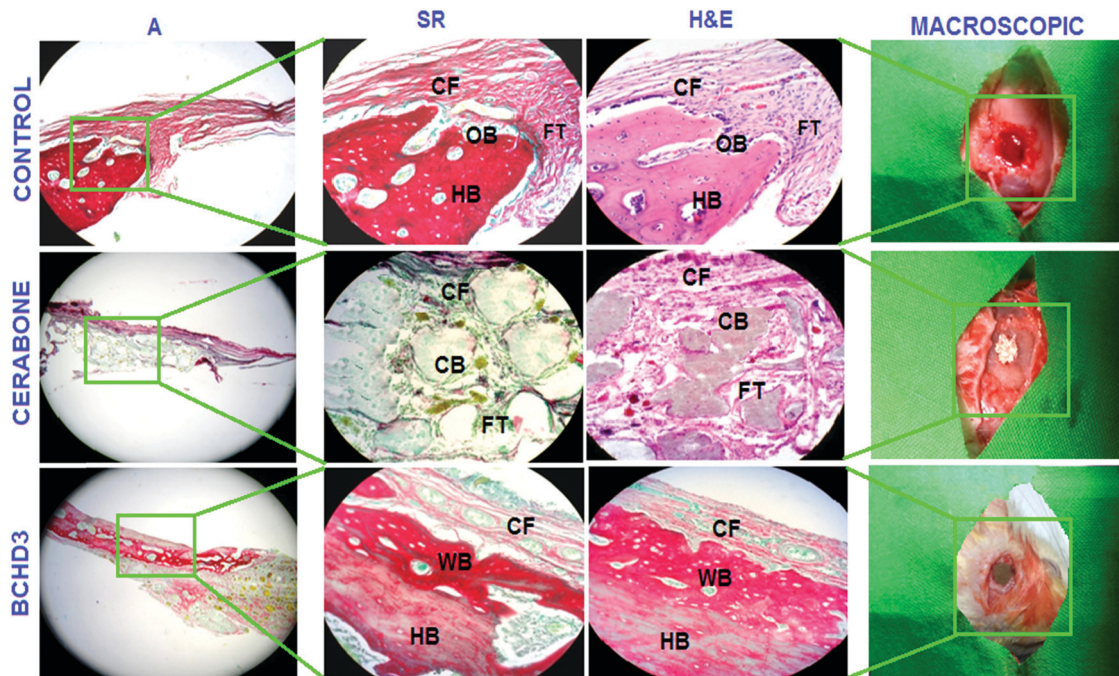 A
SR
H&E
MACROSCOPIC
CONTROL
CF
OB
FT
HB
CF
OB
FT
HB
CERABONE
CF
CB
FT
CF
CB
FT
BCHD3
CF
WB
HB
CF
WB
HB